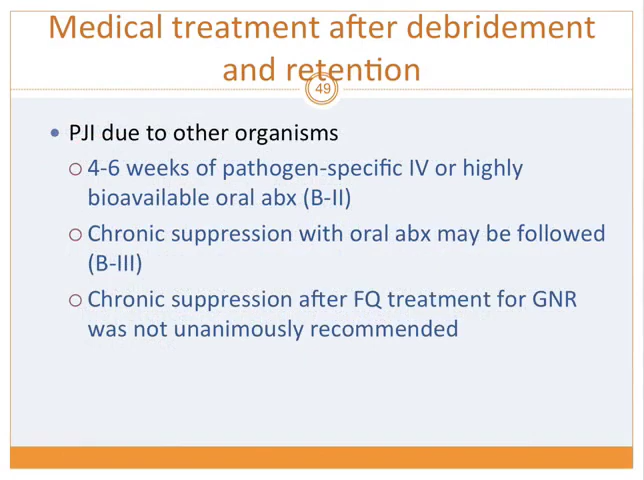 Medical treatment after debridement
and retention
49
PJI due to other organisms
4-6 weeks of pathogen-specific IV or highly
bioavailable oral abx (B-II)
Chronic suppression with oral abx may be followed
(B-III)
Chronic suppression after FQ treatment for GNR
was not unanimously recommended